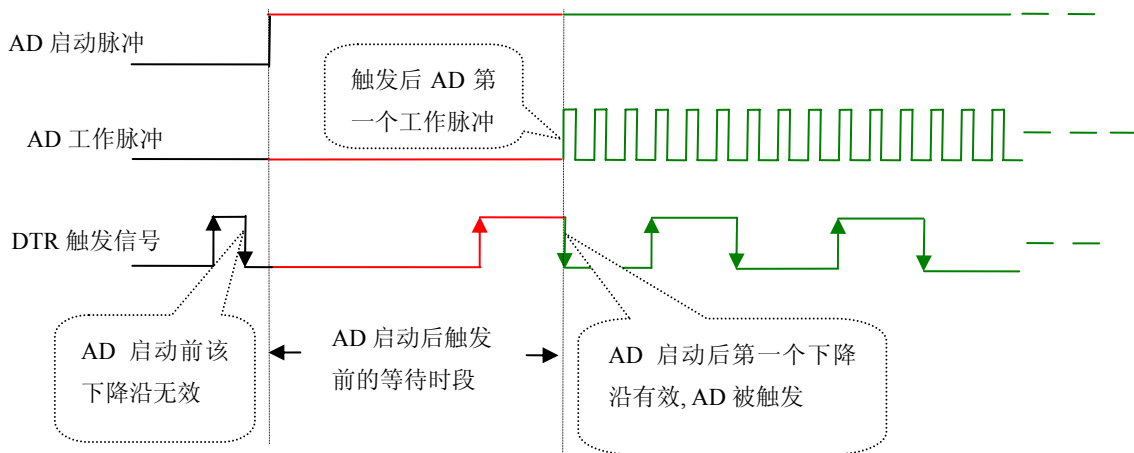 AD 启动脉冲
触发后 AD 第
一个工作脉冲
AD 工作脉冲
DTR 触发信号
AD 启动前该
下降沿无效
AD 启动后触发
前的等待时段
AD 启动后第一个下降
沿有效, AD 被触发